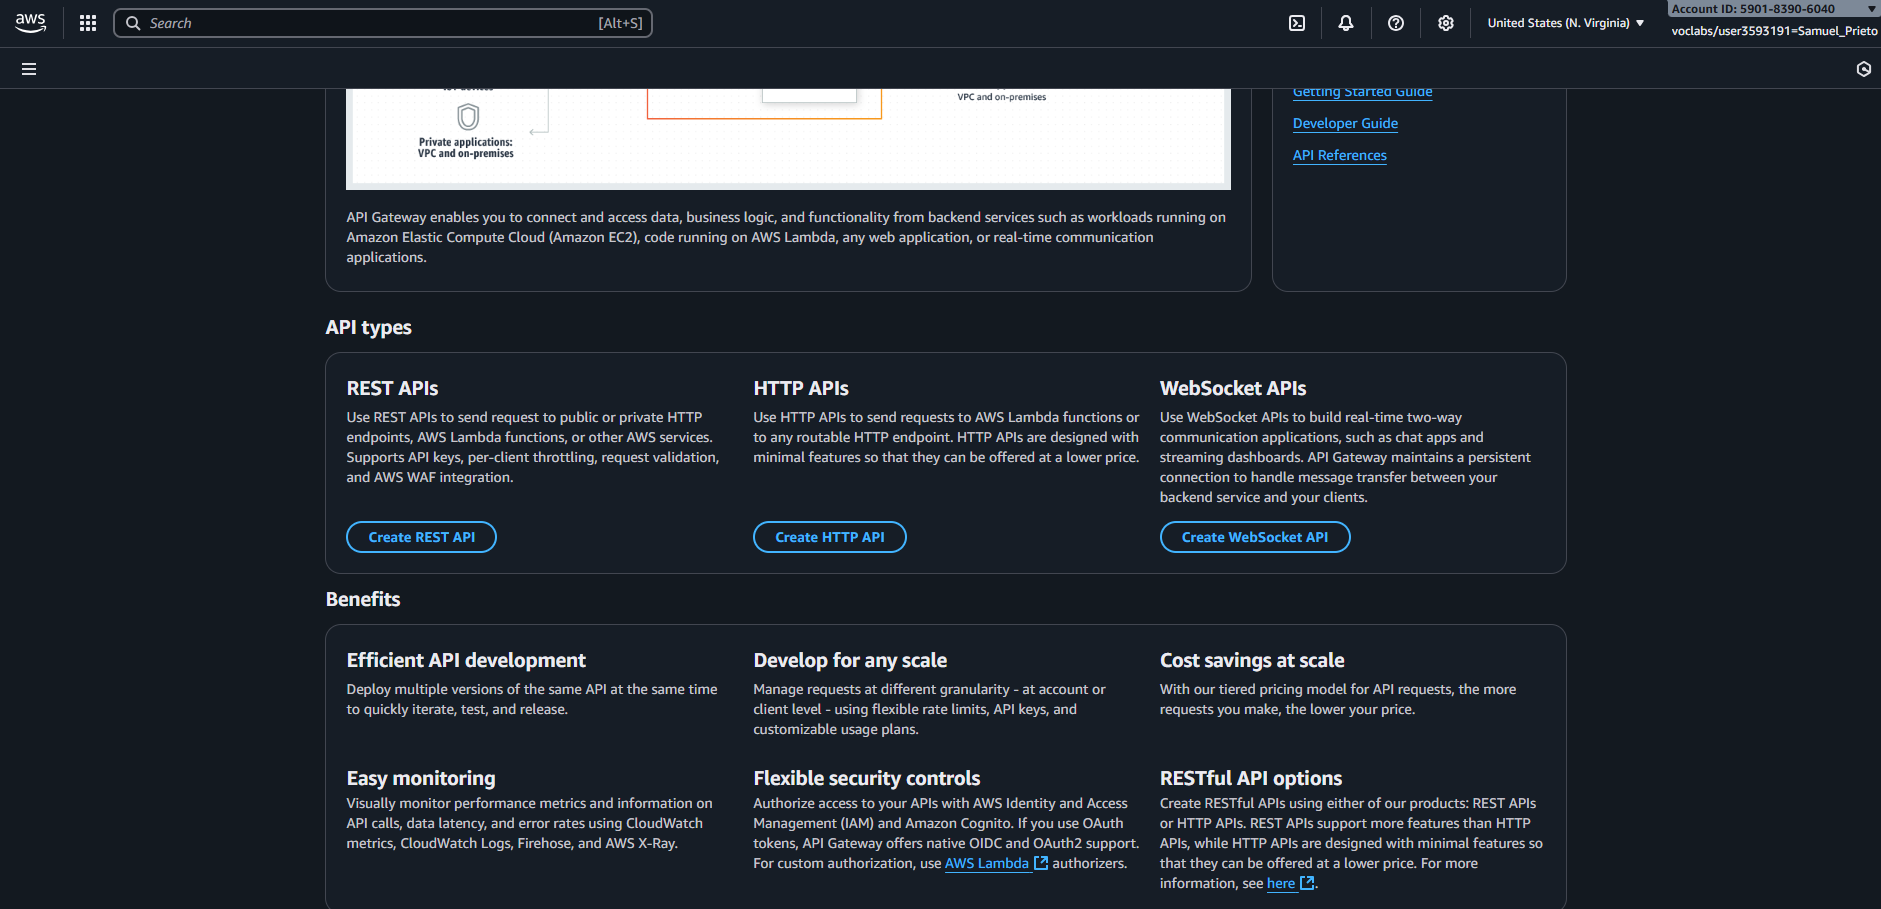 aws
Search
[Alt+S]
United States (N. Virginia)
Account ID: 5901-8390-6040
voclabs/user3593191=Samuel_Prieto
VPC and on-premises
Private applications:
VPC and on-premises
Getting Started Guide
Developer Guide
API References
API Gateway enables you to connect and access data, business logic, and functionality from backend services such as workloads running on
Amazon Elastic Compute Cloud (Amazon EC2), code running on AWS Lambda, any web application, or real-time communication
applications.
API types
REST APIs
Use REST APIs to send request to public or private HTTP
endpoints, AWS Lambda functions, or other AWS services.
Supports API keys, per-client throttling, request validation,
and AWS WAF integration.
Create REST API
HTTP APIs
Use HTTP APIs to send requests to AWS Lambda functions or
to any routable HTTP endpoint. HTTP APIs are designed with
minimal features so that they can be offered at a lower price.
Create HTTP API
WebSocket APIs
Use WebSocket APIs to build real-time two-way
communication applications, such as chat apps and
streaming dashboards. API Gateway maintains a persistent
connection to handle message transfer between your
backend service and your clients.
Create WebSocket API
Benefits
Efficient API development
Deploy multiple versions of the same API at the same time
to quickly iterate, test, and release.
Develop for any scale
Manage requests at different granularity - at account or
client level - using flexible rate limits, API keys, and
customizable usage plans.
Cost savings at scale
With our tiered pricing model for API requests, the more
requests you make, the lower your price.
Easy monitoring
Visually monitor performance metrics and information on
API calls, data latency, and error rates using CloudWatch
metrics, CloudWatch Logs, Firehose, and AWS X-Ray.
Flexible security controls
Authorize access to your APIs with AWS Identity and Access
Management (IAM) and Amazon Cognito. If you use OAuth
tokens, API Gateway offers native OIDC and OAuth2 support.
For custom authorization, use AWS Lambda authorizers.
RESTful API options
Create RESTful APIs using either of our products: REST APIs
or HTTP APIs. REST APIs support more features than HTTP
APIs, while HTTP APIs are designed with minimal features so
that they can be offered at a lower price. For more
information, see here.